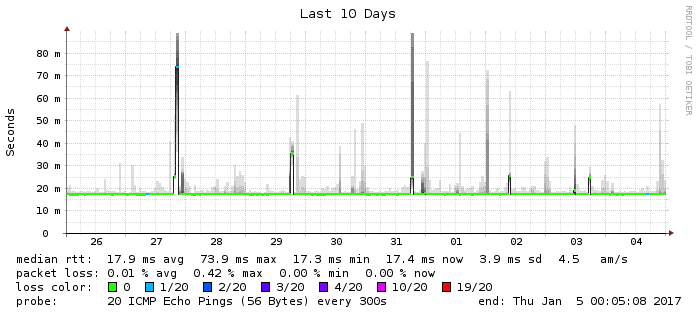 Last 10 Days
RRDTOOL / TOBI OETIKER
Seconds
80 m
70 m
60 m
50 m
40 m
30 m
20 m
10 m
0
26 27 28 29 30 31 01 02 03 04
median rtt: 17.9 ms avg 73.9 ms max 17.3 ms min 17.4 ms now 3.9 ms sd 4.5 am/s
packet loss: 0.01 % avg 0.42 % max 0.00 % min 0.00 % now
loss color: 0 1/20 2/20 3/20 4/20 10/20 19/20
probe: 20 ICMP Echo Pings (56 Bytes) every 300s end: Thu Jan 5 00:05:08 2017